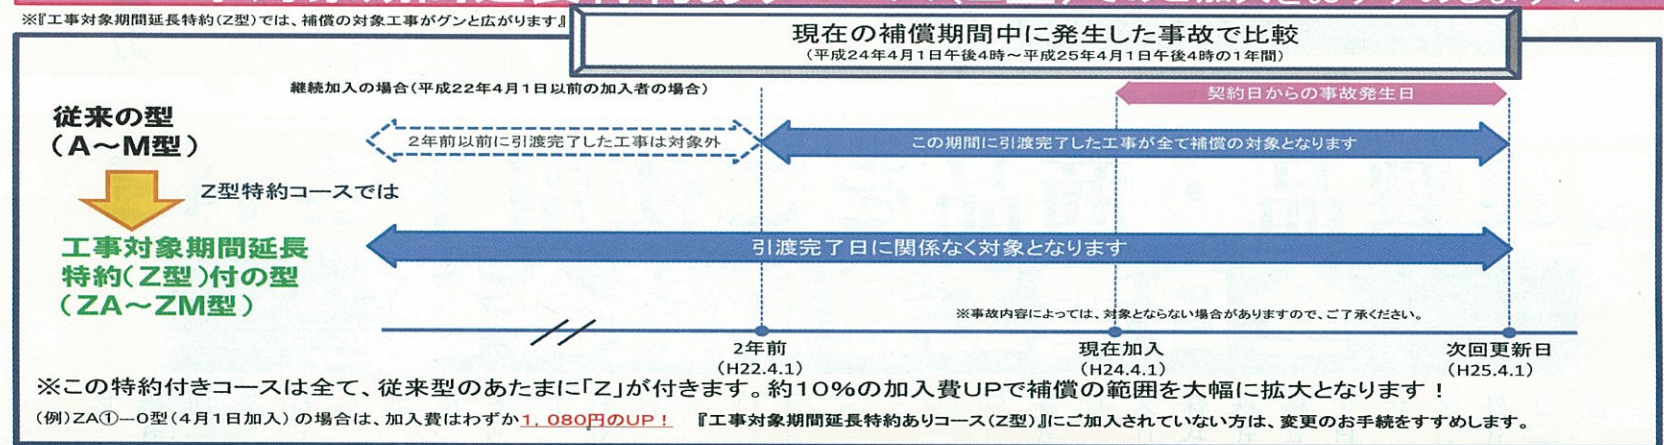 ※『工事対象期間延長特約(Z型)では、補償の対象工事がグンと広がります』
現在の補償期間中に発生した事故で比較
(平成24年4月1日午後4時～平成25年4月1日午後4時の1年間)
継続加入の場合(平成22年4月1日以前の加入者の場合)
契約日からの事故発生日
従来の型
(A～M型)
2年前以前に引渡完了した工事は対象外
この期間に引渡完了した工事が全て補償の対象となります
Z型特約コースでは
工事対象期間延長
特約(Z型)付の型
(ZA～ZM型)
引渡完了日に関係なく対象となります
※事故内容によっては、対象とならない場合がありますので、ご了承ください。
2年前
(H22.4.1)
現在加入
(H24.4.1)
次回更新日
(H25.4.1)
※この特約付きコースは全て、従来型のあたまに「Z」が付きます。約10%の加入費UPで補償の範囲を大幅に拡大となります！
(例)ZA①－0型(4月1日加入)の場合は、加入費はわずか1，080円のUP！ 『工事対象期間延長特約ありコース(Z型)』にご加入されていない方は、変更のお手続をすすめします。